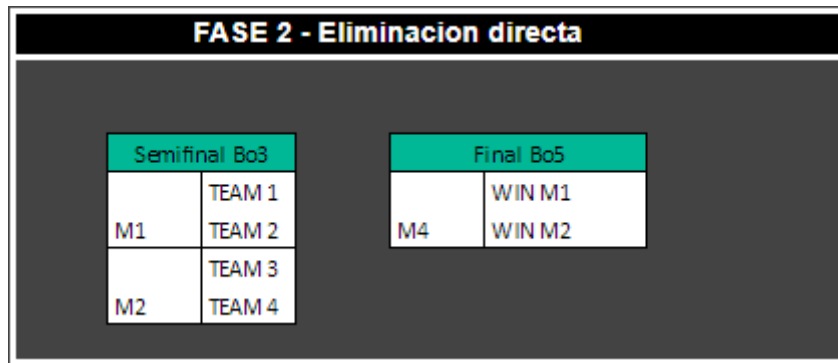 FASE 2 - Eliminacion directa
Semifinal Bo3
TEAM 1
M1 TEAM 2
TEAM 3
M2 TEAM 4
Final Bo5
WIN M1
M4 WIN M2